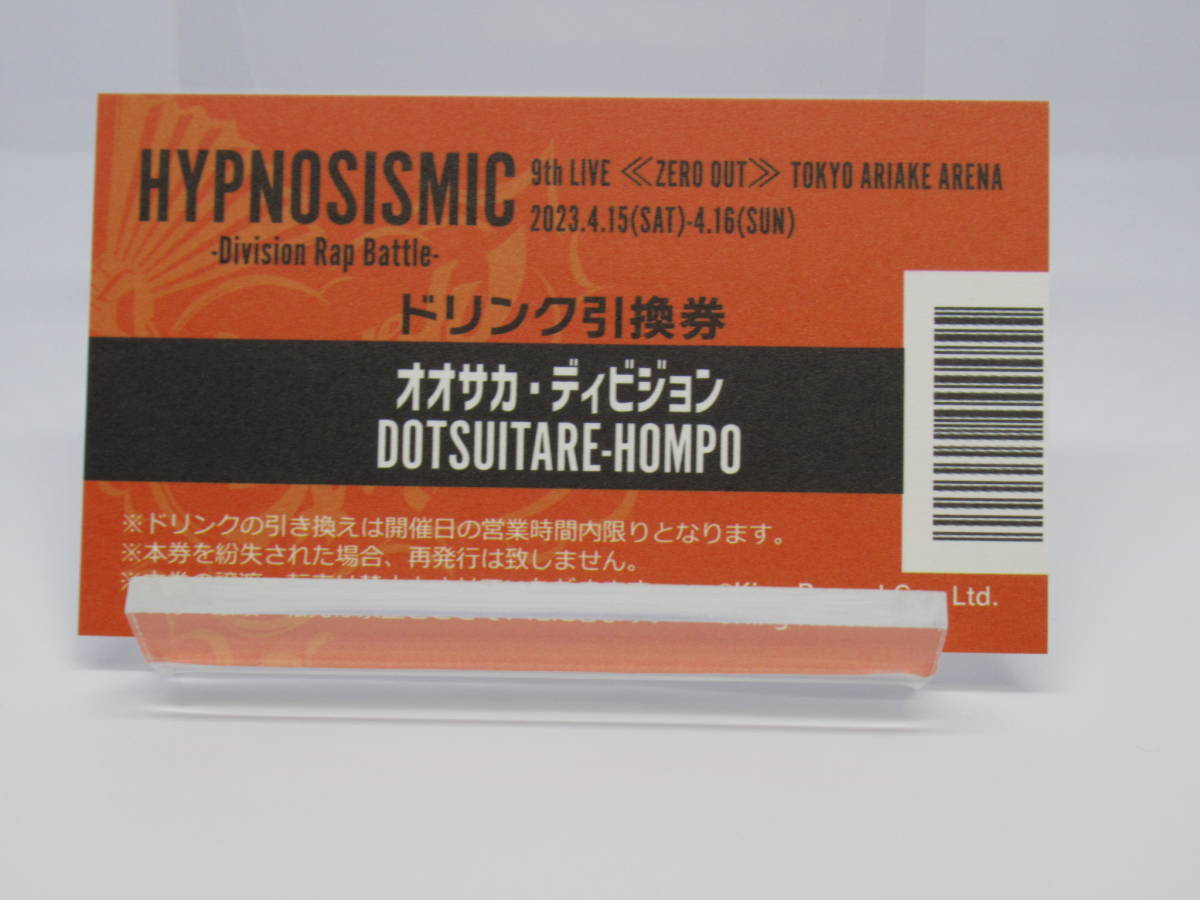 HYPNOSISMIC
-Division Rap Battle-
9th LIVE ≪ZERO OUT≫ TOKYO ARIAKE ARENA
2023.4.15(SAT)-4.16(SUN)
ドリンク引換券
オオサカ・ディビジョン
DOTSUITARE-HOMPO
※ドリンクの引き換えは開催日の営業時間内限りとなります。
※本券を紛失された場合、再発行は致しません。
Ltd.